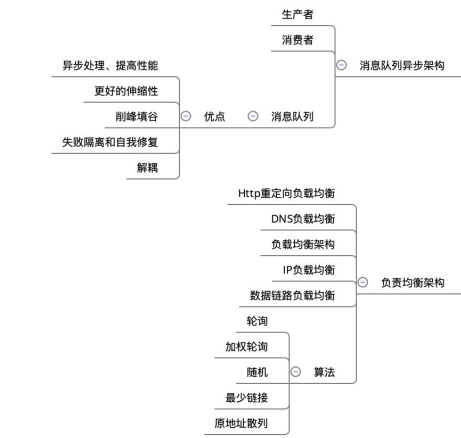 生产者
消费者
消息队列异步架构
异步处理、提高性能
更好的伸缩性
削峰填谷
优点
消息队列
失败隔离和自我修复
解耦
Http重定向负载均衡
DNS负载均衡
负载均衡架构
IP负载均衡
负责均衡架构
数据链路负载均衡
轮询
加权轮询
随机
算法
最少链接
原地址散列